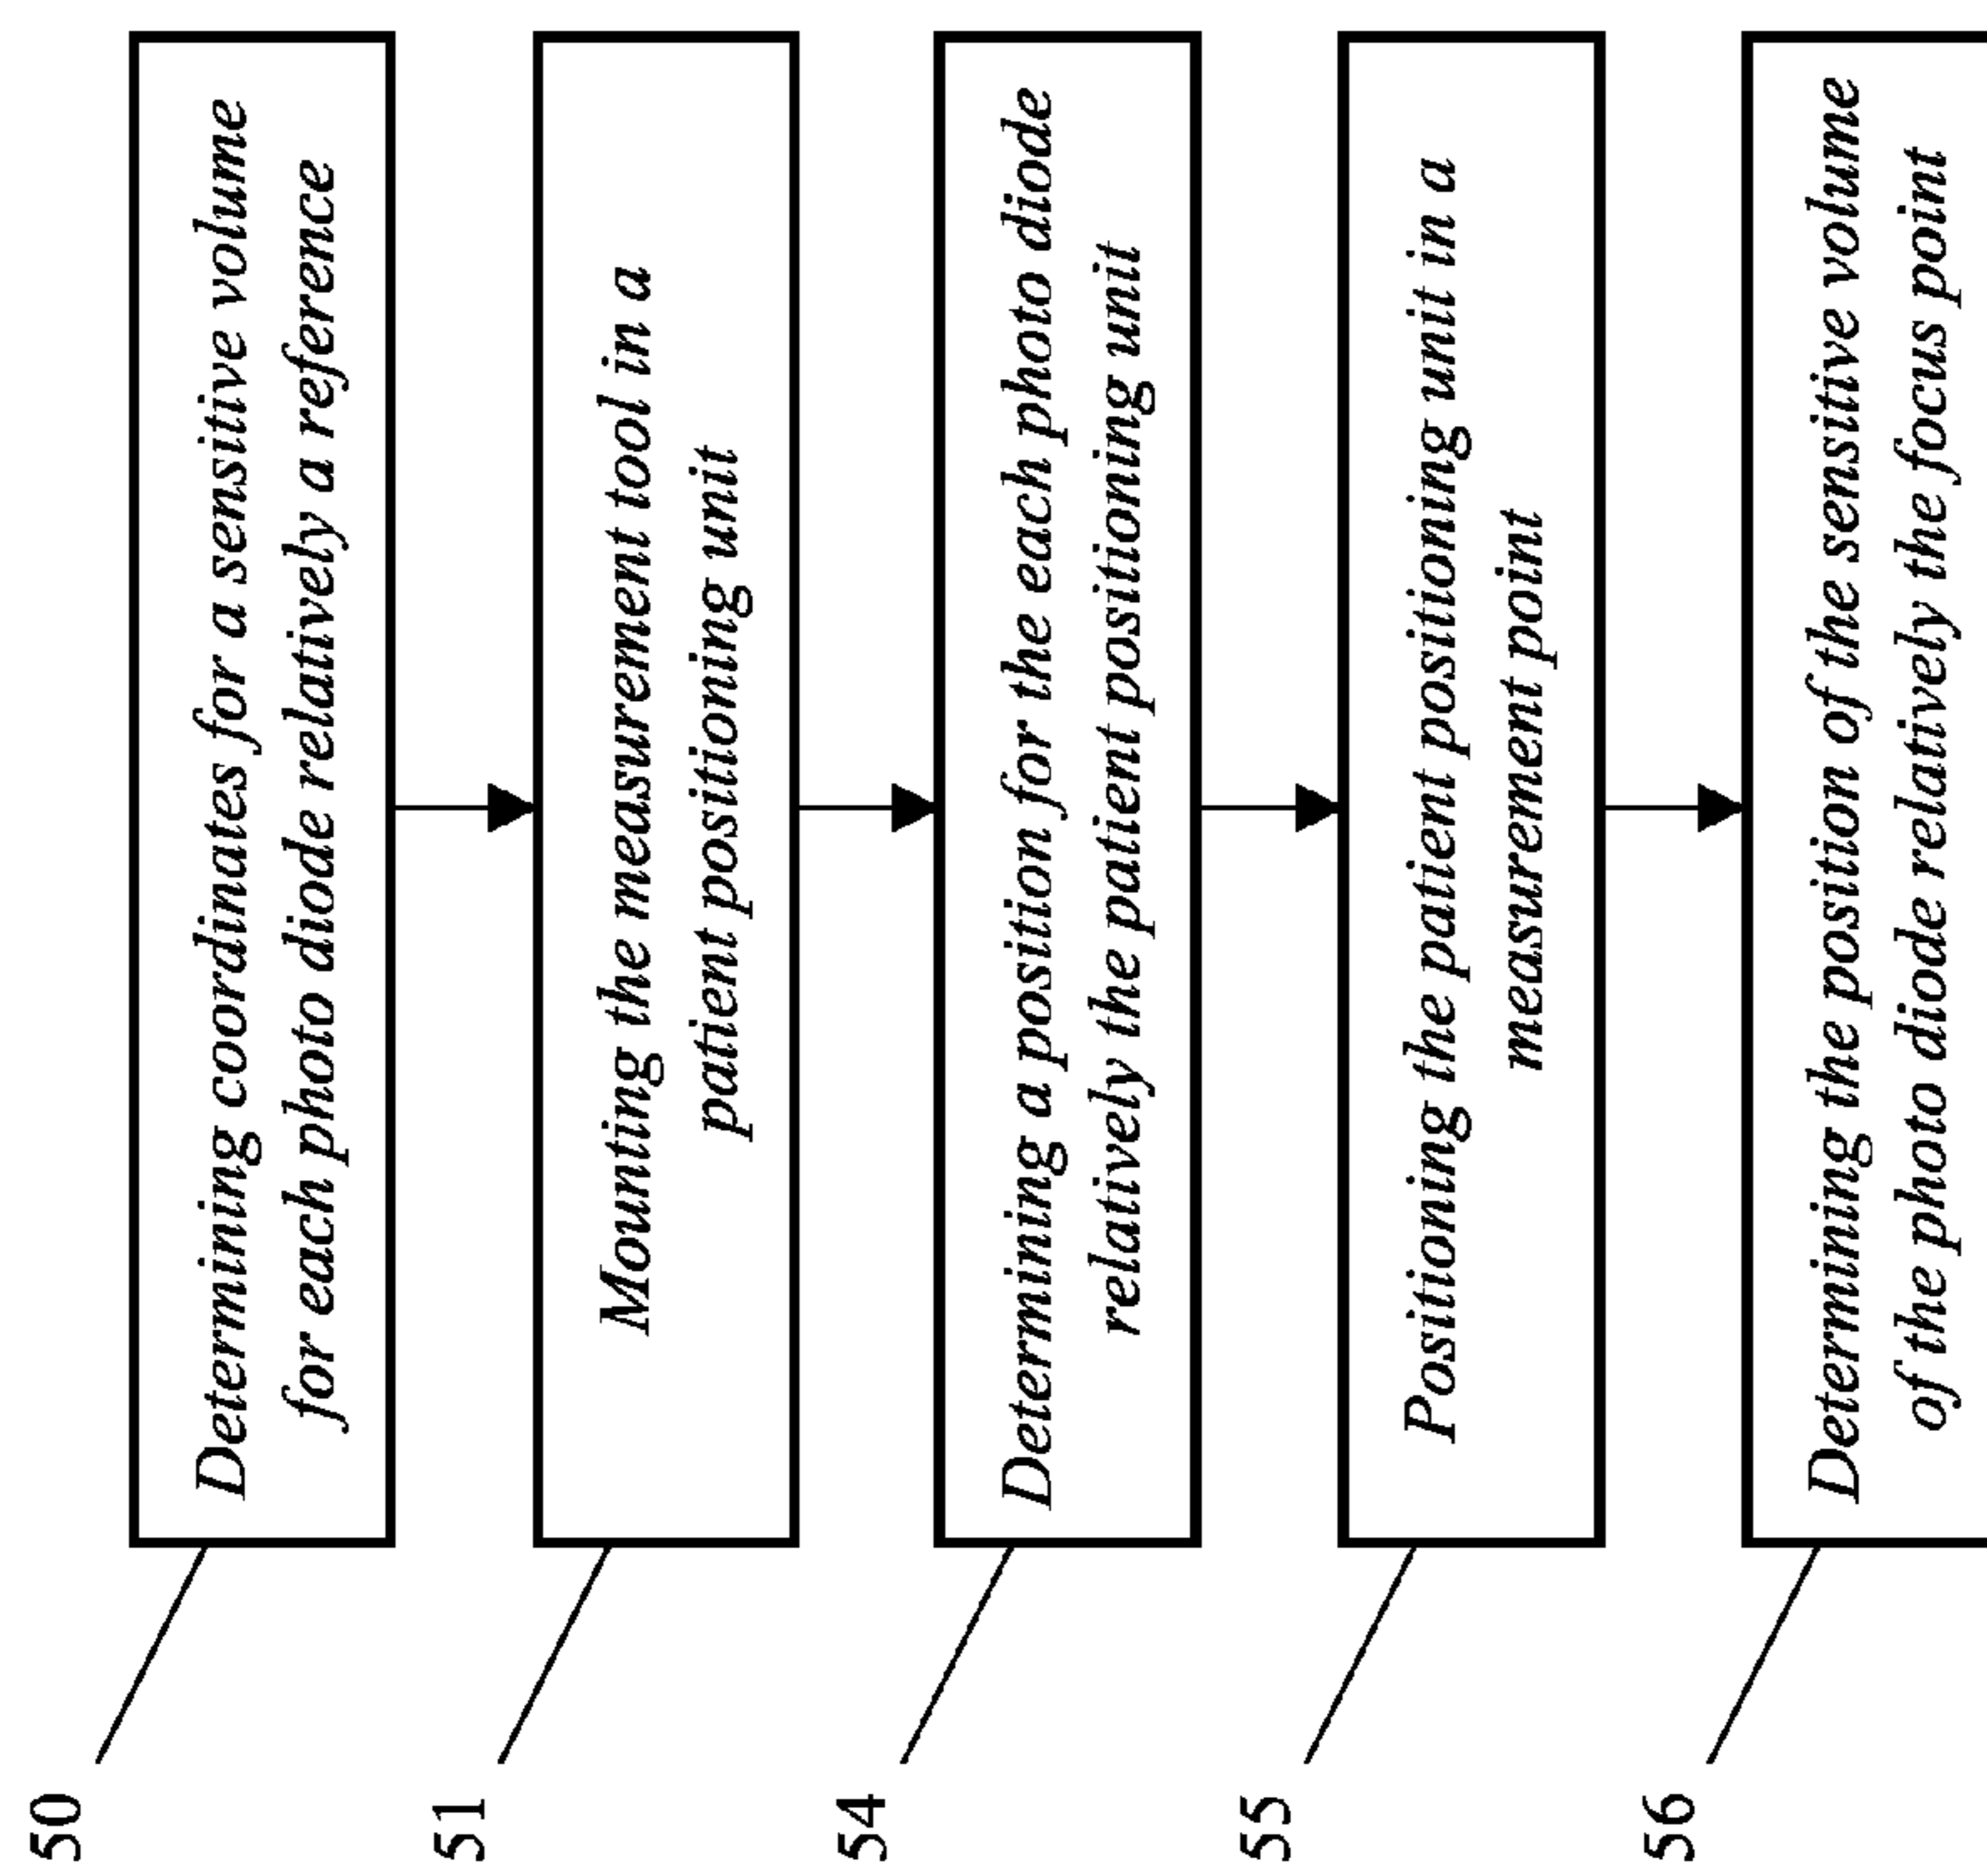 50
Determining coordinates for a sensitive volume
for each photo diode relatively a reference
51
Mounting the measurement tool in a
patient positioning unit
54
Determining a position for the each photo diode
relatively the patient positioning unit
55
Positioning the patient positioning unit in a
measurement point
56
Determining the position of the sensitive volume
of the photo diode relatively the focus point